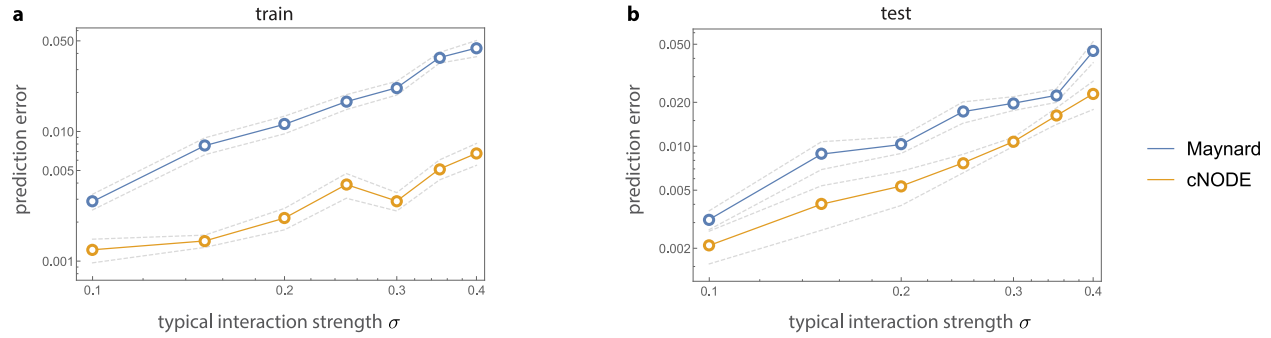 a
train
prediction error
0.050
0.010
0.005
0.001
0.1
0.2
0.3
0.4
typical interaction strength σ
b
test
prediction error
0.050
0.020
0.010
0.005
0.002
0.1
0.2
0.3
0.4
typical interaction strength σ
Maynard
cNODE